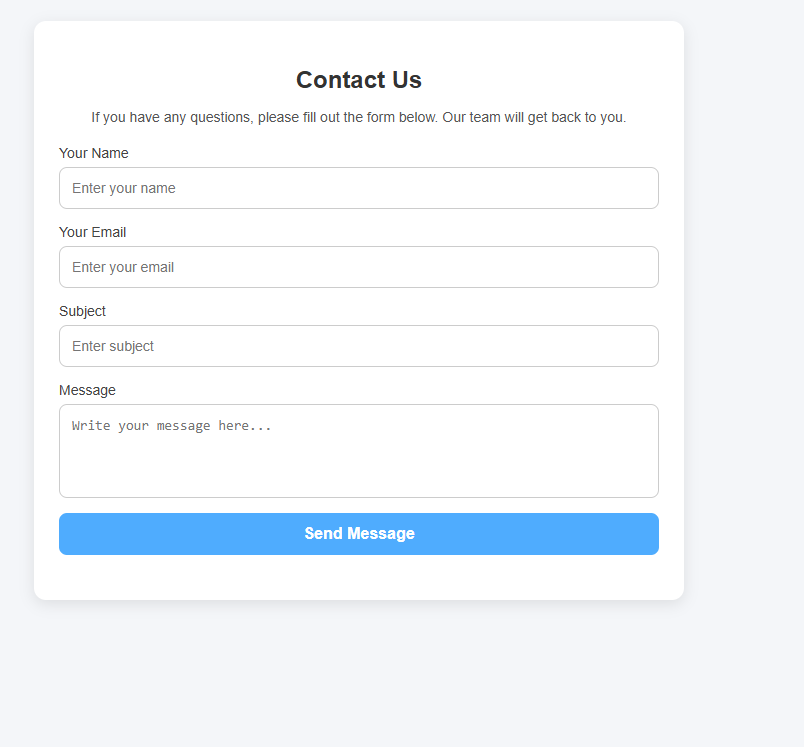 Contact Us
If you have any questions, please fill out the form below. Our team will get back to you.
Your Name
Enter your name
Your Email
Enter your email
Subject
Enter subject
Message
Write your message here...
Send Message